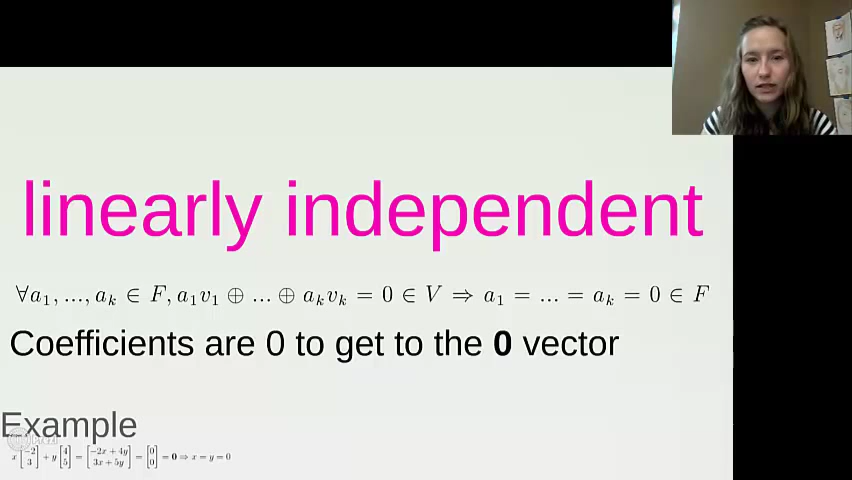 linearly independent
∀a₁, ..., aₖ ∈ F, a₁v₁ ⊕ ... ⊕ aₖvₖ = 0 ∈ V ⇒ a₁ = ... = aₖ = 0 ∈ F
Coefficients are 0 to get to the 0 vector
Example
x [−2 3] + y [4 5] = [−2x + 4y 3x + 5y] = [0 0] = 0 ⇒ x = y = 0